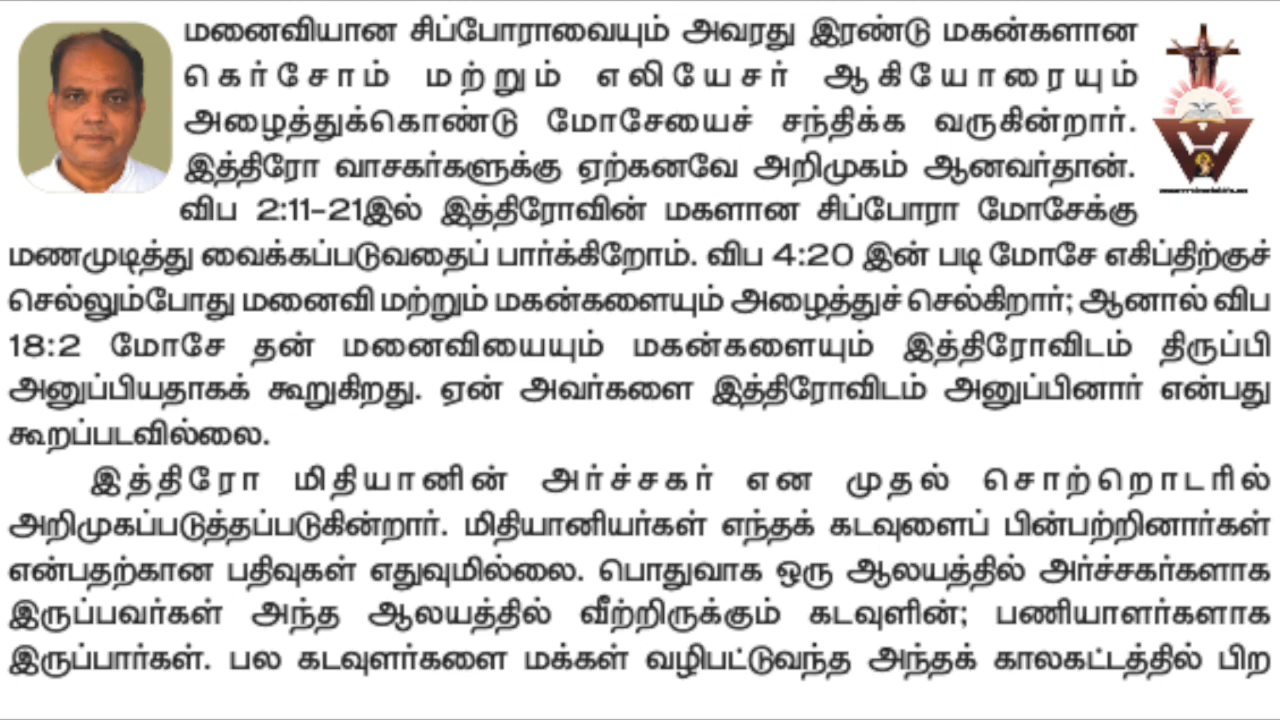 மனைவியான சிப்போராவையும் அவரது இரண்டு மகன்களான
கெர்சோம் மற்றும் எலியேசர் ஆகியோரையும்
அழைத்துக்கொண்டு மோசேயைச் சந்திக்க வருகின்றார்.
இத்திரோ வாசகர்களுக்கு ஏற்கனவே அறிமுகம் ஆனவர்தான்.
விப 2:11-21இல் இத்திரோவின் மகளான சிப்போரா மோசேக்கு
மணமுடித்து வைக்கப்படுவதைப் பார்க்கிறோம். விப 4:20 இன் படி மோசே எகிப்திற்குச்
செல்லும்போது மனைவி மற்றும் மகன்களையும் அழைத்துச் செல்கிறார்; ஆனால் விப
18:2 மோசே தன் மனைவியையும் மகன்களையும் இத்திரோவிடம் திருப்பி
அனுப்பியதாகக் கூறுகிறது. ஏன் அவர்களை இத்திரோவிடம் அனுப்பினார் என்பது
கூறப்படவில்லை.
இத்திரோ மிதியானின் அர்ச்சகர் என முதல் சொற்றொடரில்
அறிமுகப்படுத்தப்படுகின்றார். மிதியானியர்கள் எந்தக் கடவுளைப் பின்பற்றினார்கள்
என்பதற்கான பதிவுகள் எதுவுமில்லை. பொதுவாக ஒரு ஆலயத்தில் அர்ச்சகர்களாக
இருப்பவர்கள் அந்த ஆலயத்தில் வீற்றிருக்கும் கடவுளின்; பணியாளர்களாக
இருப்பார்கள். பல கடவுளர்களை மக்கள் வழிபட்டுவந்த அந்தக் காலகட்டத்தில் பிற